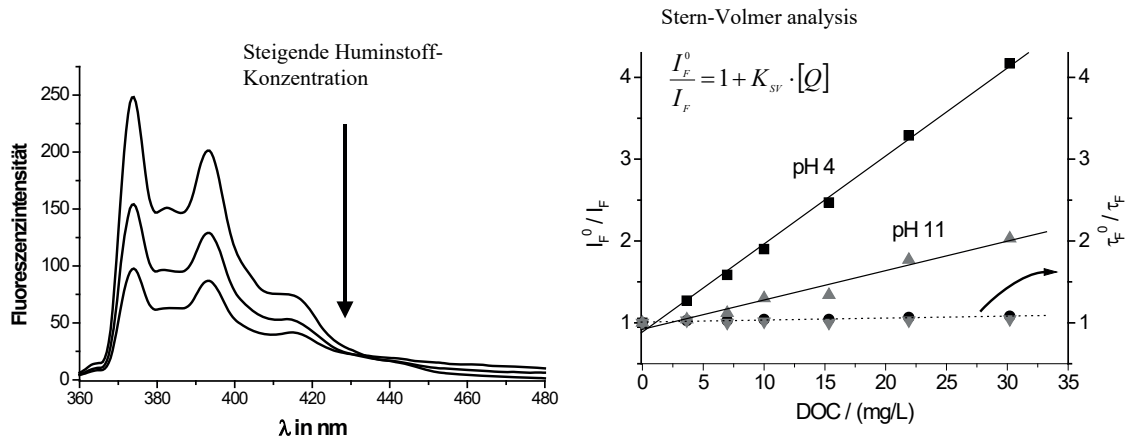 Steigende Huminstoff-
Konzentration
Fluoreszenzintität
250
200
150
100
50
0
360
380
400
420
440
460
480
λ in nm
Stern-Volmer analysis
I_F^0 / I_F = 1 + K_SV · [Q]
pH 4
pH 11
I_F^0 / I_F
4
3
2
1
τ_F^0 / τ_F
4
3
2
1
0
5
10
15
20
25
30
35
DOC / (mg/L)